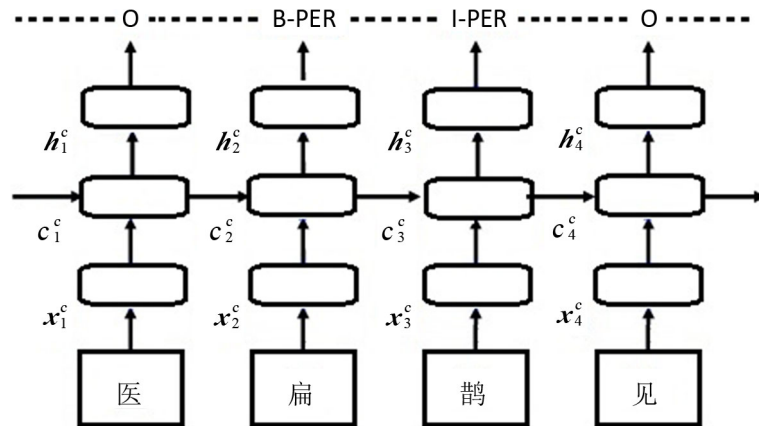 O B-PER I-PER O
h₁ᶜ h₂ᶜ h₃ᶜ h₄ᶜ
c₁ᶜ c₂ᶜ c₃ᶜ c₄ᶜ
x₁ᶜ x₂ᶜ x₃ᶜ x₄ᶜ
医 扁 鹊 见